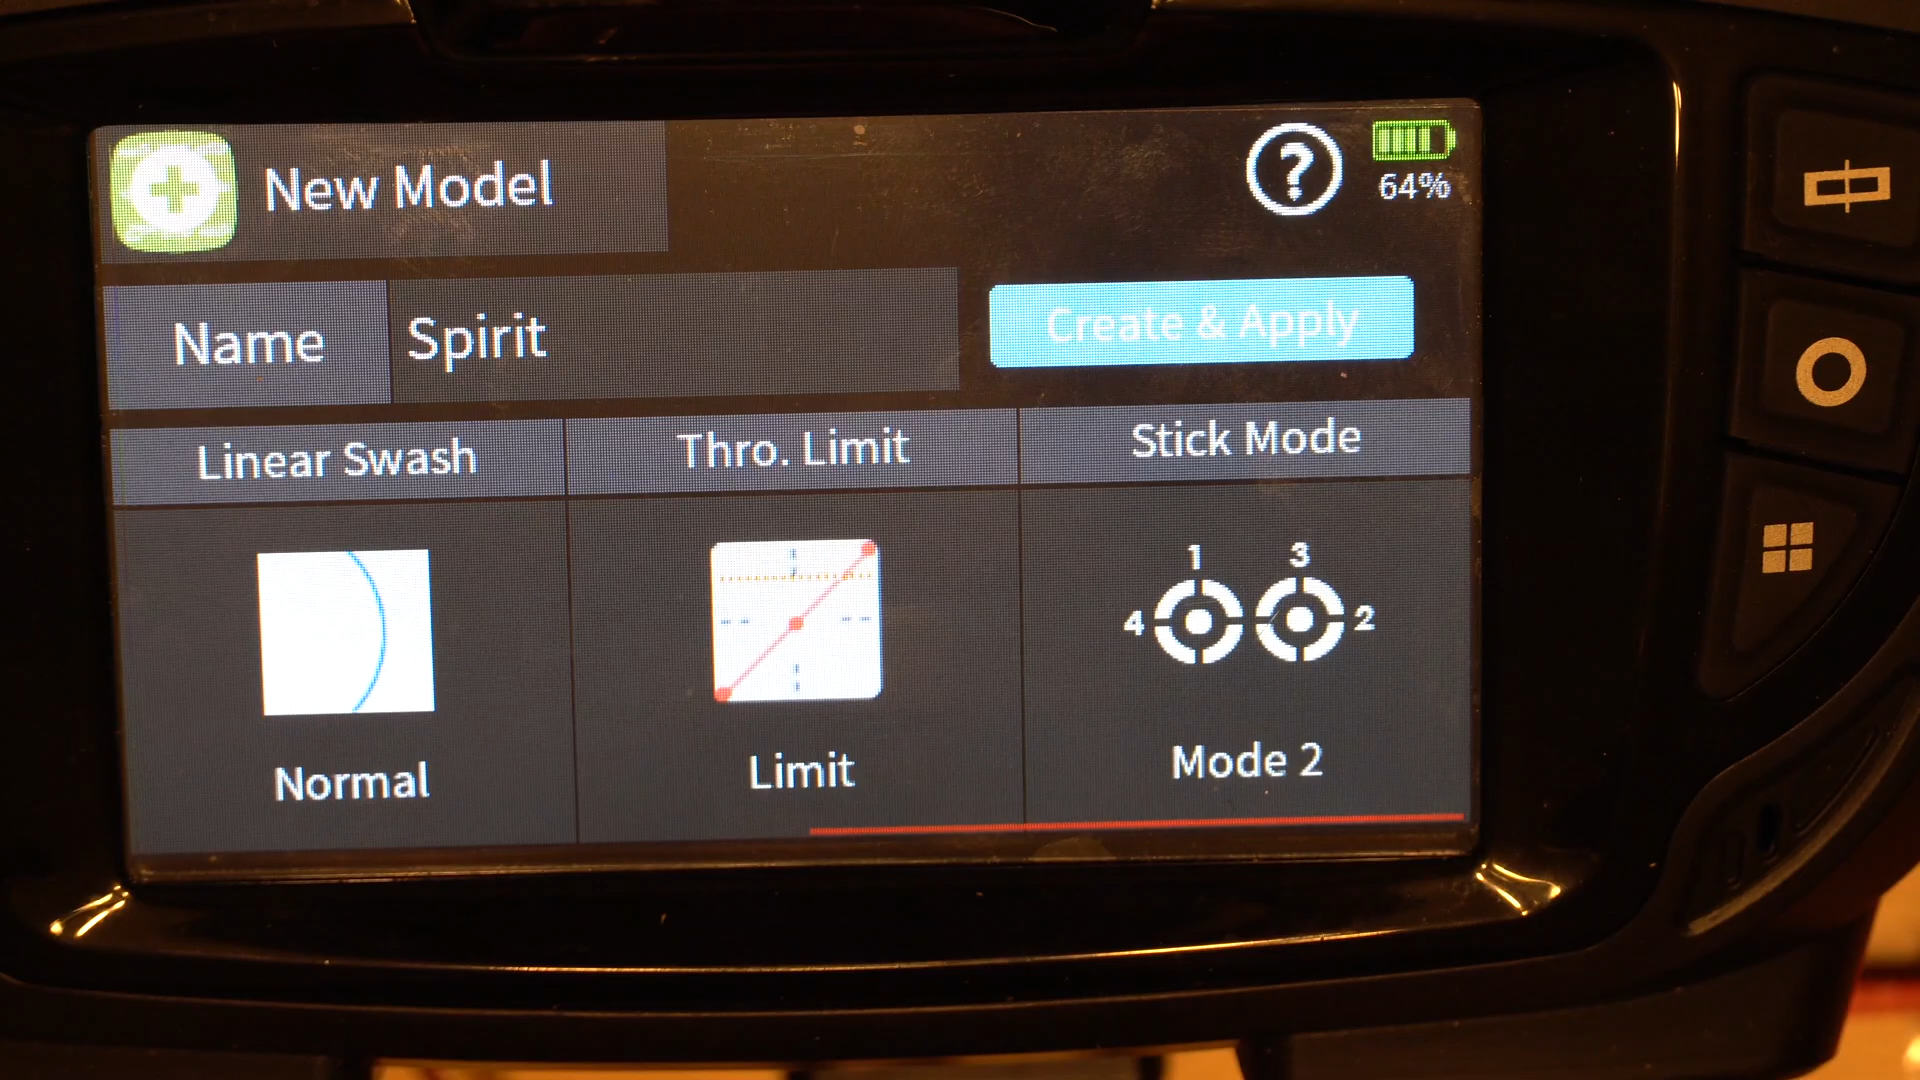 New Model
?
64%
Name
Spirit
Create & Apply
Linear Swash
Thro. Limit
Stick Mode
1 3
4 2
Normal
Limit
Mode 2